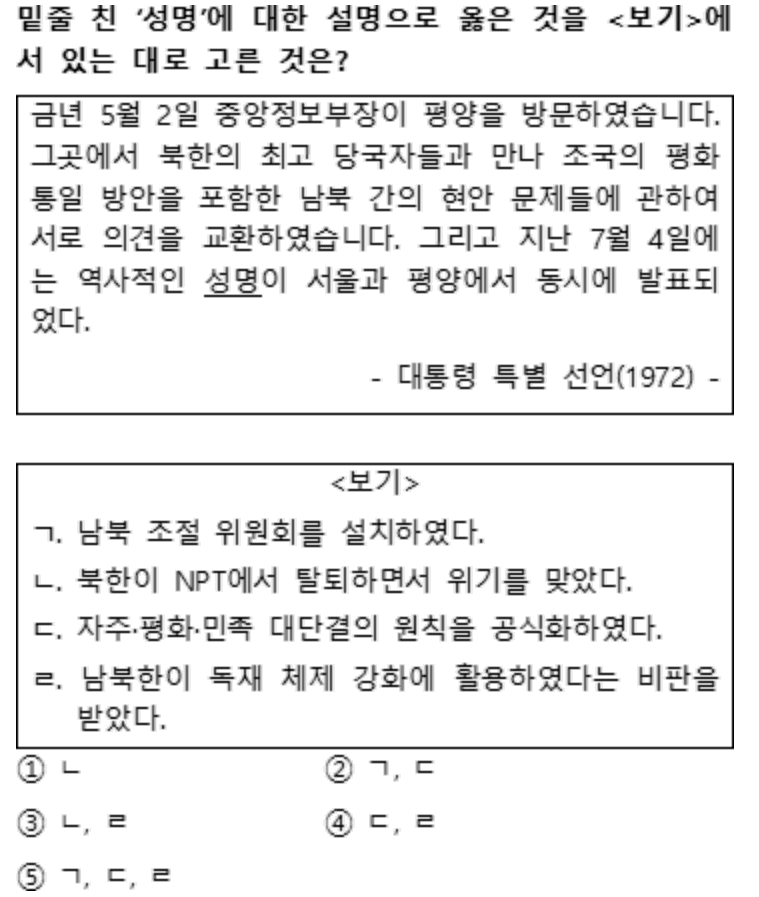 밑줄 친 '성명'에 대한 설명으로 옳은 것을 <보기>에
서 있는 대로 고른 것은?
금년 5월 2일 중앙정보부장이 평양을 방문하였습니다.
그곳에서 북한의 최고 당국자들과 만나 조국의 평화
통일 방안을 포함한 남북 간의 현안 문제들에 관하여
서로 의견을 교환하였습니다. 그리고 지난 7월 4일에
는 역사적인 성명이 서울과 평양에서 동시에 발표되
었다.
- 대통령 특별 선언(1972) -
<보기>
ㄱ. 남북 조절 위원회를 설치하였다.
ㄴ. 북한이 NPT에서 탈퇴하면서 위기를 맞았다.
ㄷ. 자주·평화·민족 대단결의 원칙을 공식화하였다.
ㄹ. 남북한이 독재 체제 강화에 활용하였다는 비판을
받았다.
① ㄴ ② ㄱ, ㄷ
③ ㄴ, ㄹ ④ ㄷ, ㄹ
⑤ ㄱ, ㄷ, ㄹ